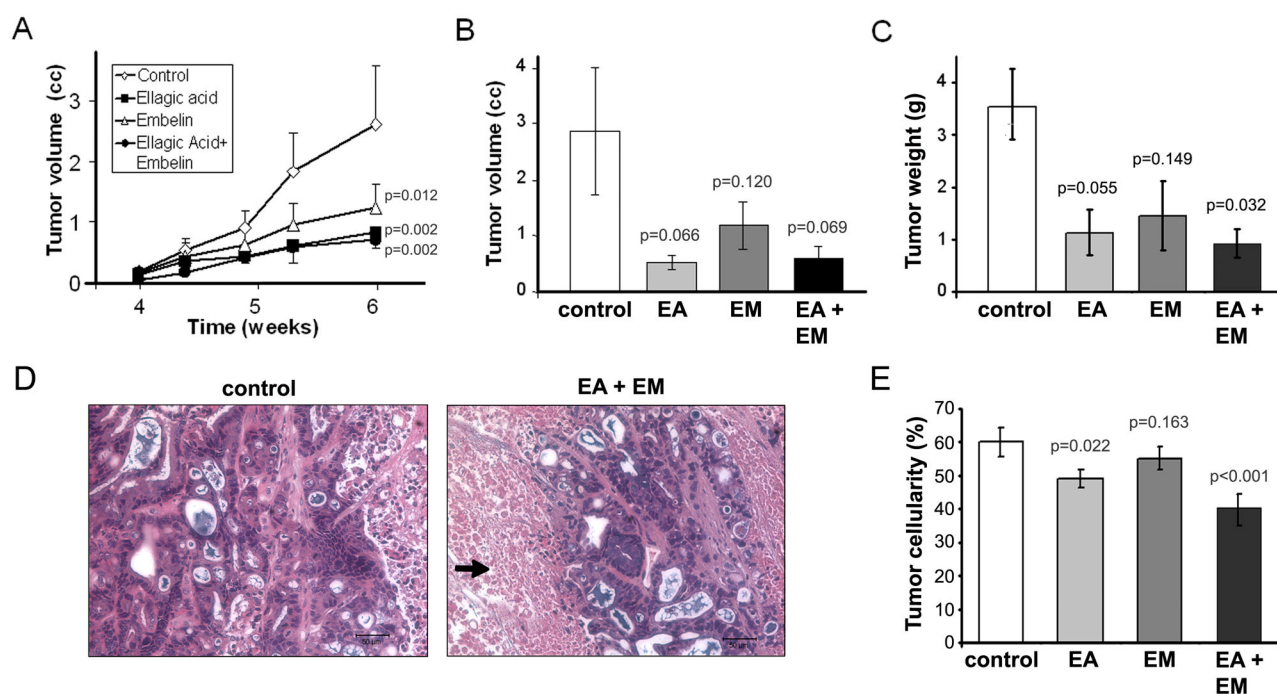 A
Tumor volume (cc)
3
2
1
0
Control
Ellagic acid
Embelin
Ellagic Acid+
Embelin
p=0.012
p=0.002
p=0.002
4
5
6
Time (weeks)
B
Tumor volume (cc)
4
3
2
1
0
p=0.066
p=0.120
p=0.069
control
EA
EM
EA +
EM
C
Tumor weight (g)
4
3
2
1
0
p=0.055
p=0.149
p=0.032
control
EA
EM
EA +
EM
D
control
50 µm
EA + EM
50 µm
E
Tumor cellularity (%)
70
60
50
40
30
20
10
0
p=0.022
p=0.163
p<0.001
control
EA
EM
EA +
EM